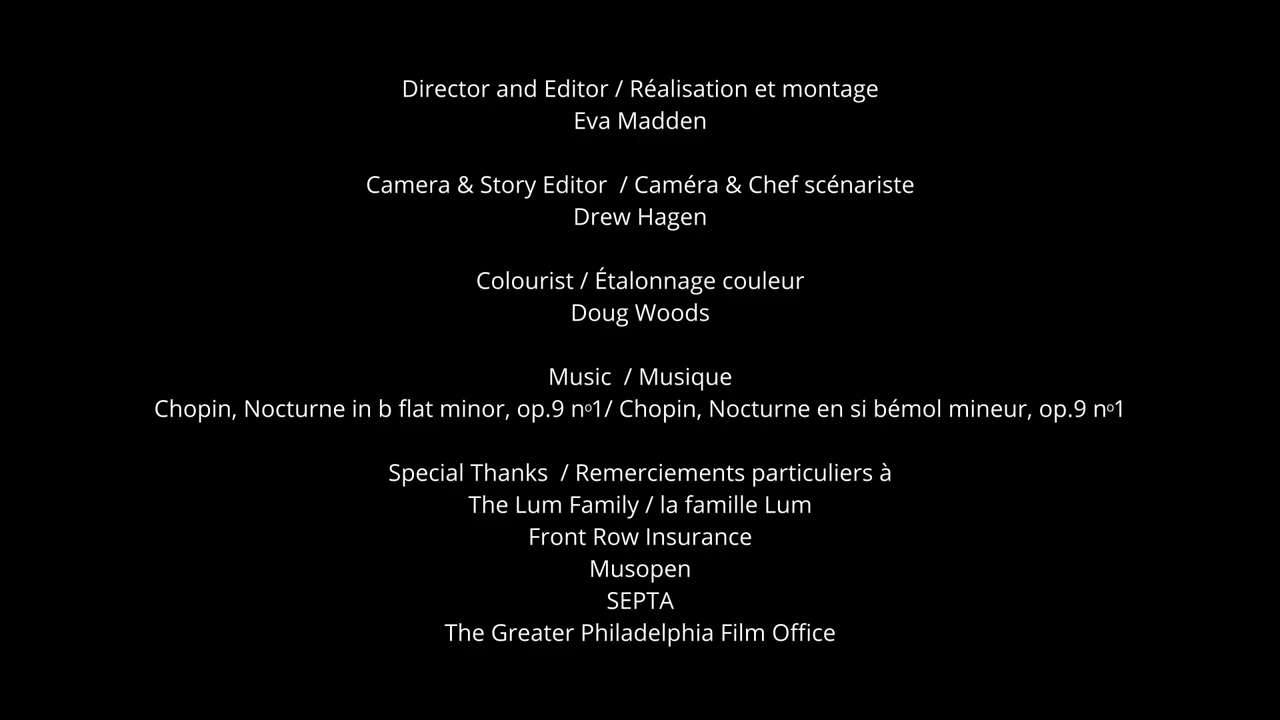 Director and Editor / Réalisation et montage
Eva Madden
Camera & Story Editor  / Caméra & Chef scénariste
Drew Hagen
Colourist / Étalonnage couleur
Doug Woods
Music  / Musique
Chopin, Nocturne in b flat minor, op.9 nº1/ Chopin, Nocturne en si bémol mineur, op.9 nº1
Special Thanks  / Remerciements particuliers à
The Lum Family / la famille Lum
Front Row Insurance
Musopen
SEPTA
The Greater Philadelphia Film Office